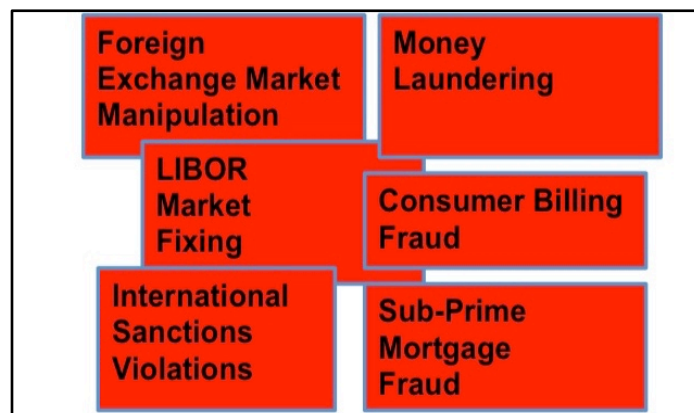 Foreign
Exchange Market
Manipulation
Money
Laundering
LIBOR
Market
Fixing
Consumer Billing
Fraud
International
Sanctions
Violations
Sub-Prime
Mortgage
Fraud